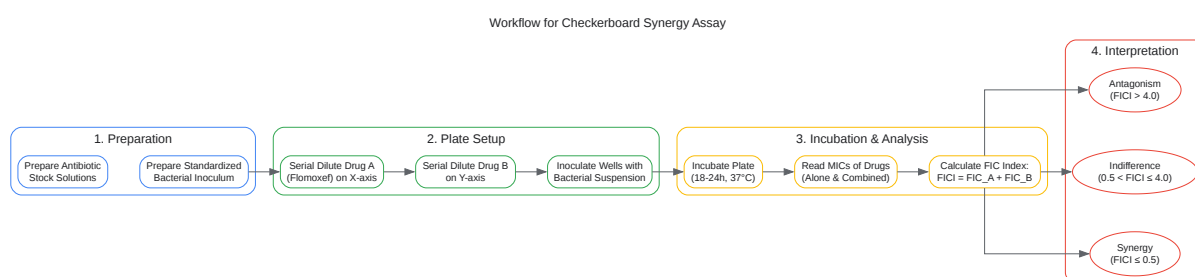 Workflow for Checkerboard Synergy Assay
1. Preparation
Prepare Antibiotic
Stock Solutions
Prepare Standardized
Bacterial Inoculum
2. Plate Setup
Serial Dilute Drug A
(Flomoxef) on X-axis
Serial Dilute Drug B
on Y-axis
Inoculate Wells with
Bacterial Suspension
3. Incubation & Analysis
Incubate Plate
(18-24h, 37°C)
Read MICs of Drugs
(Alone & Combined)
Calculate FIC Index:
FICI = FIC_A + FIC_B
4. Interpretation
Antagonism
(FICI > 4.0)
Indifference
(0.5 < FICI ≤ 4.0)
Synergy
(FICI ≤ 0.5)